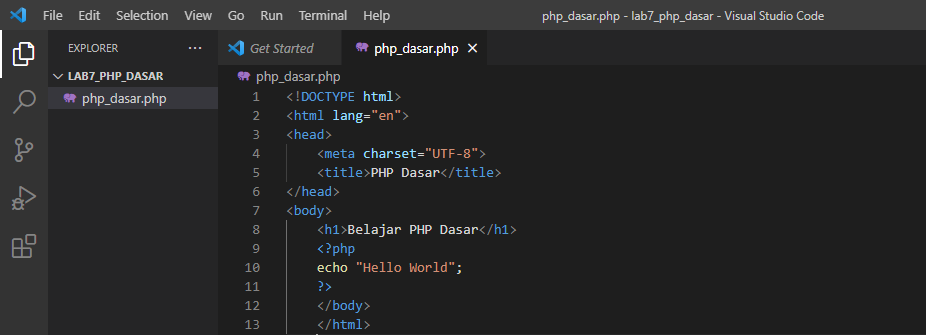 File Edit Selection View Go Run Terminal Help php_dasar.php - lab7_php_dasar - Visual Studio Code
EXPLORER ···
LAB7_PHP_DASAR
php_dasar.php
Get Started php_dasar.php
php_dasar.php
1 <!DOCTYPE html>
2 <html lang="en">
3 <head>
4     <meta charset="UTF-8">
5     <title>PHP Dasar</title>
6 </head>
7 <body>
8     <h1>Belajar PHP Dasar</h1>
9     <?php
10     echo "Hello World";
11     ?>
12     </body>
13     </html>